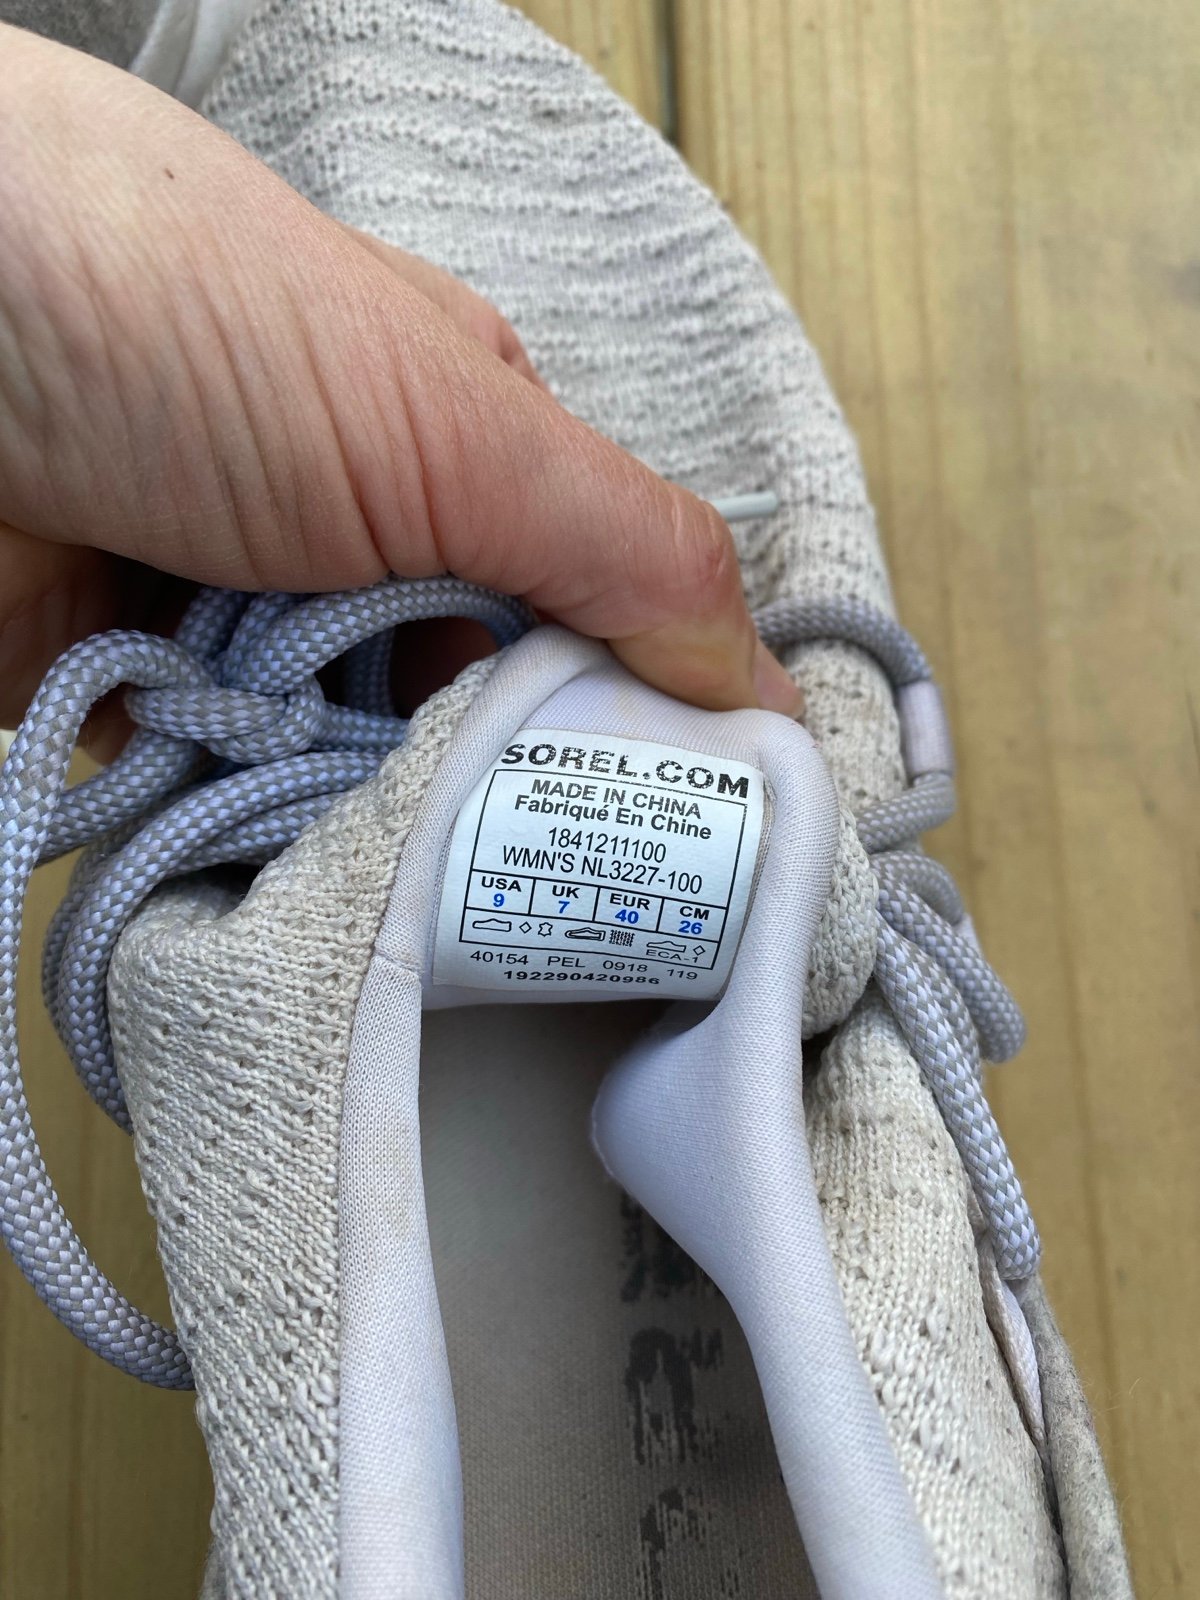 SOREL.COM
MADE IN CHINA
Fabriqué En Chine
1841211100
WMN'S NL3227-100
USA UK EUR CM
9 7 40 26
ECA-1
40154 PEL 0918 119
192290420986